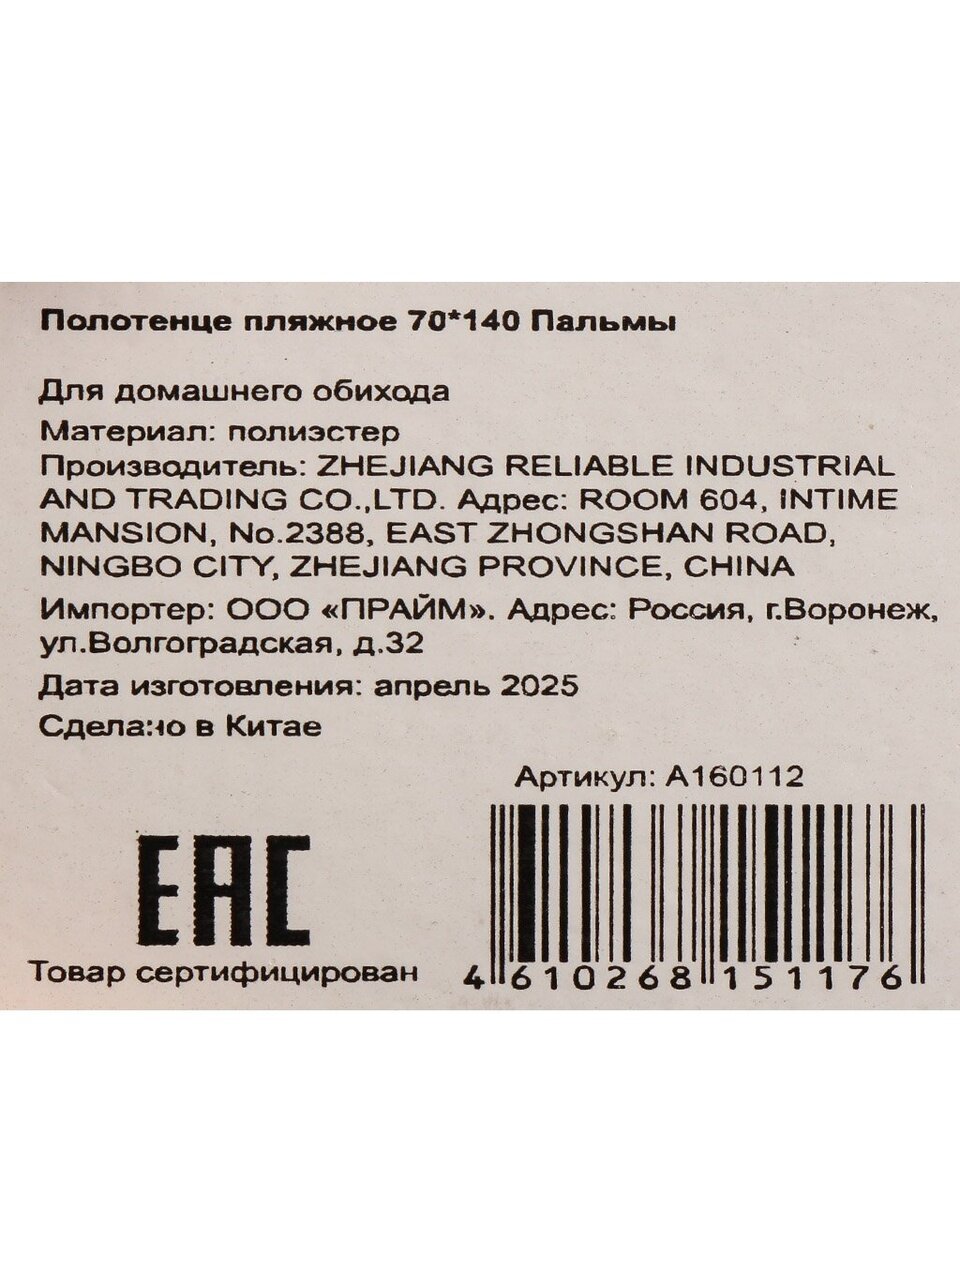 Полотенце пляжное 70*140 Пальмы
Для домашнего обихода
Материал: полиэстер
Производитель: ZHEJIANG RELIABLE INDUSTRIAL
AND TRADING CO.,LTD. Адрес: ROOM 604, INTIME
MANSION, No.2388, EAST ZHONGSHAN ROAD,
NINGBO CITY, ZHEJIANG PROVINCE, CHINA
Импортер: ООО «ПРАЙМ». Адрес: Россия, г.Воронеж,
ул.Волгоградская, д.32
Дата изготовления: апрель 2025
Сделано в Китае
Артикул: А160112
EAC
Товар сертифицирован
4 610268 151176